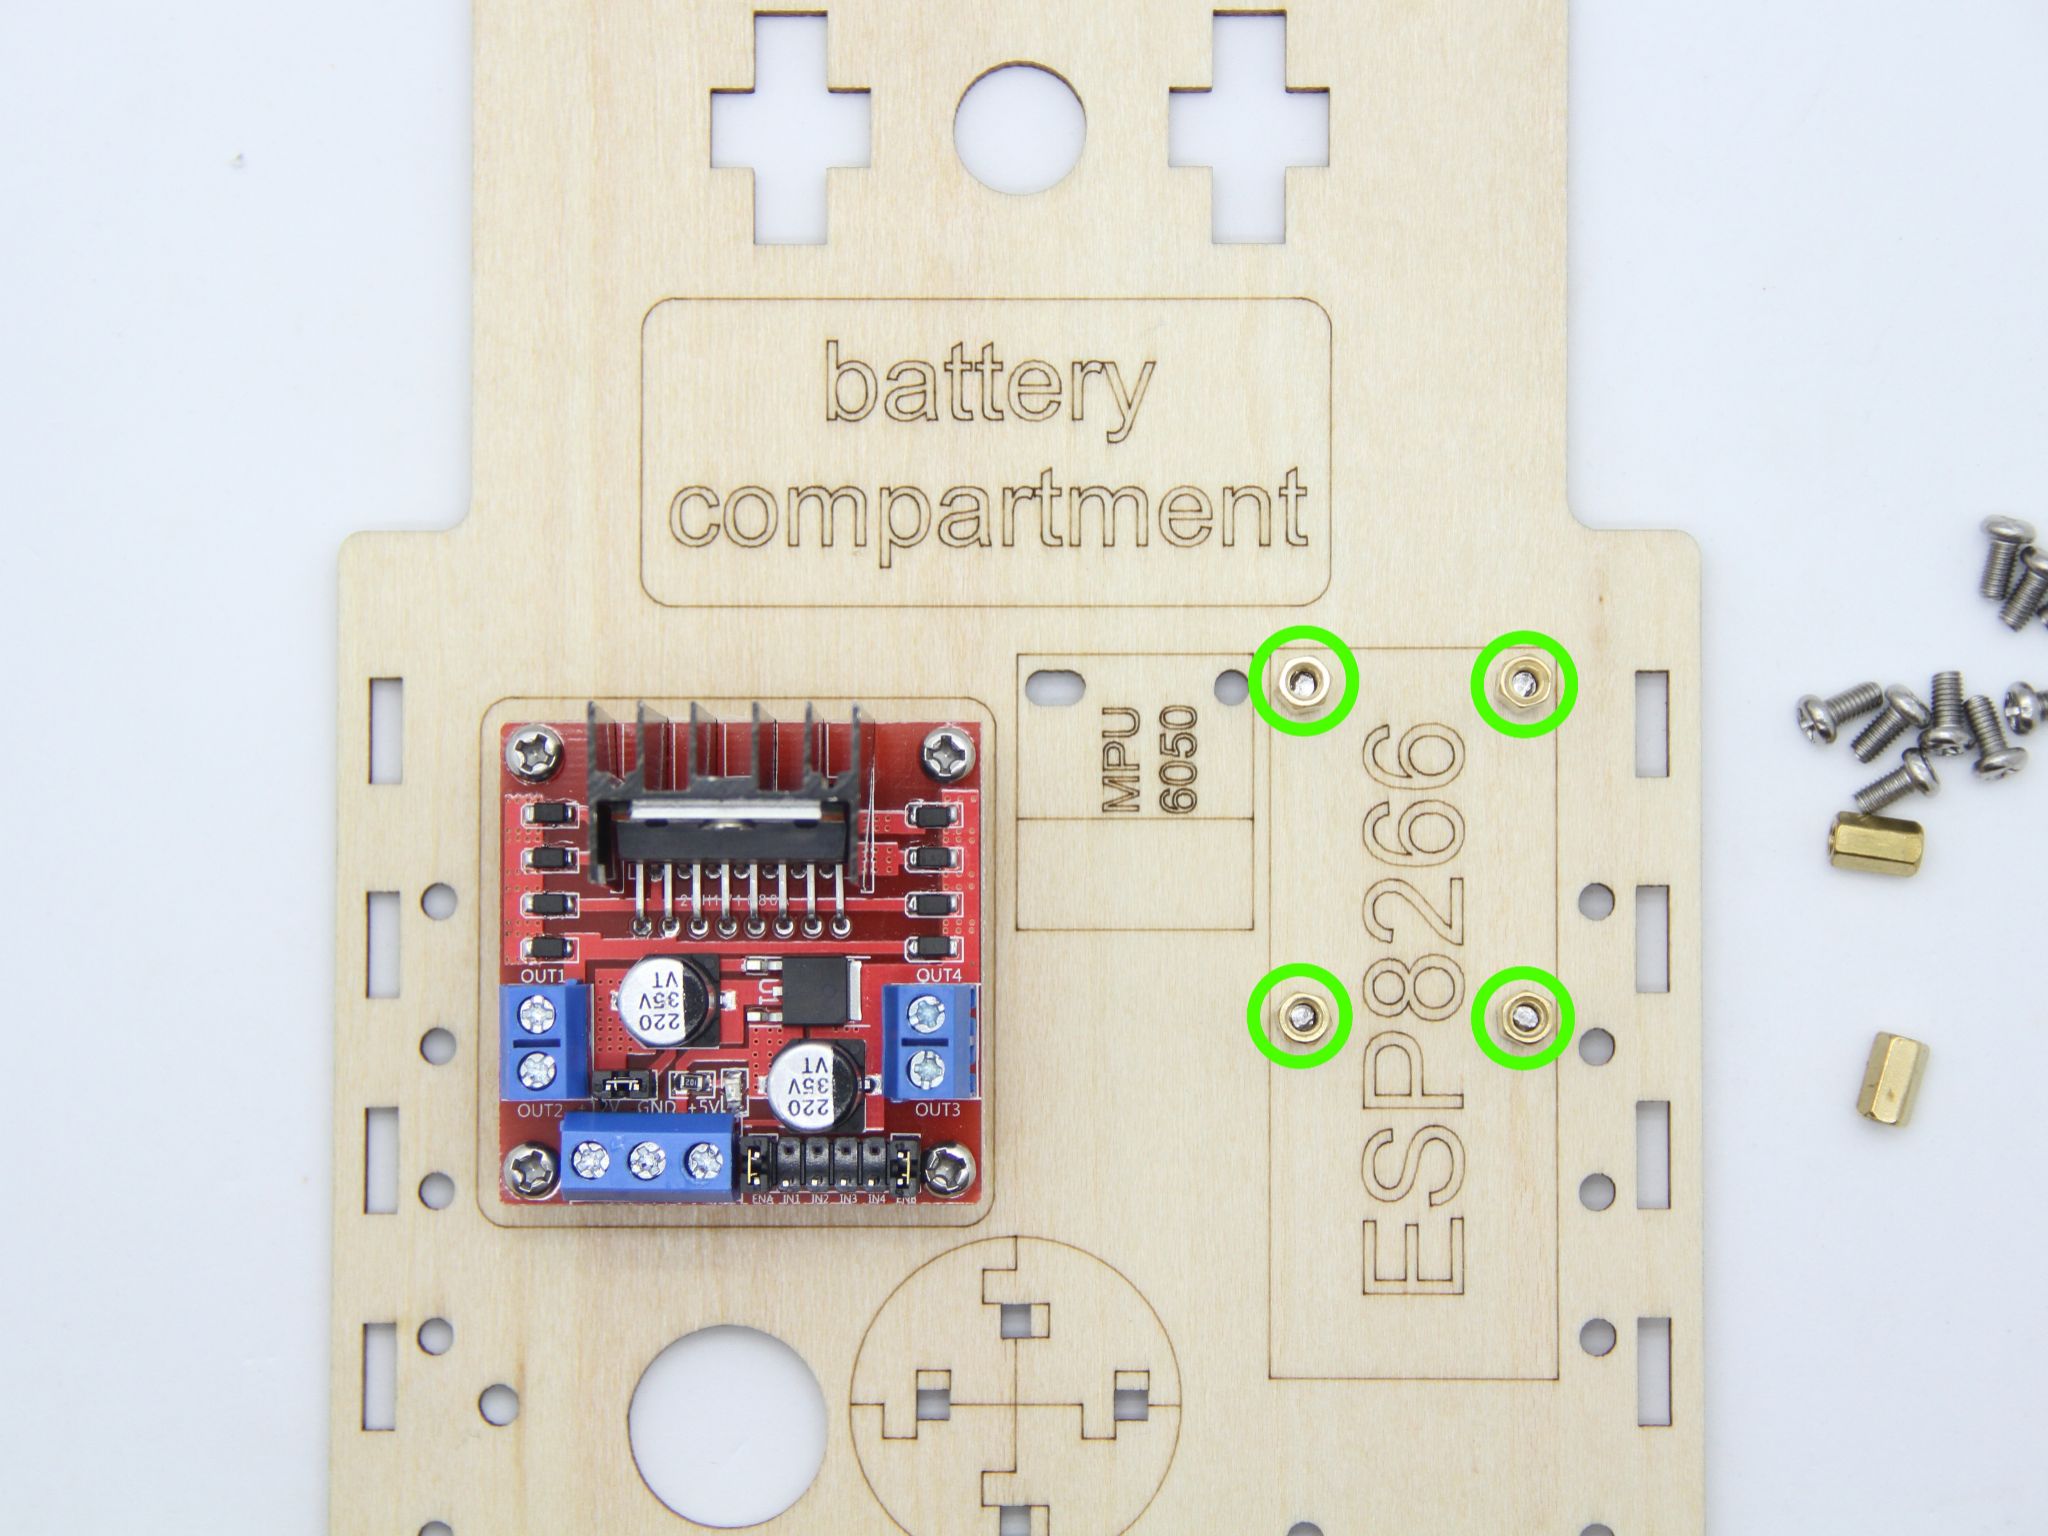 battery
compartment
MPU
6050
ESP8266
OUT1
OUT4
220
35V
VT
U1
220
35V
VT
OUT2
GND
+5V
OUT3
ENA
IN1
IN2
IN3
IN4
ENB